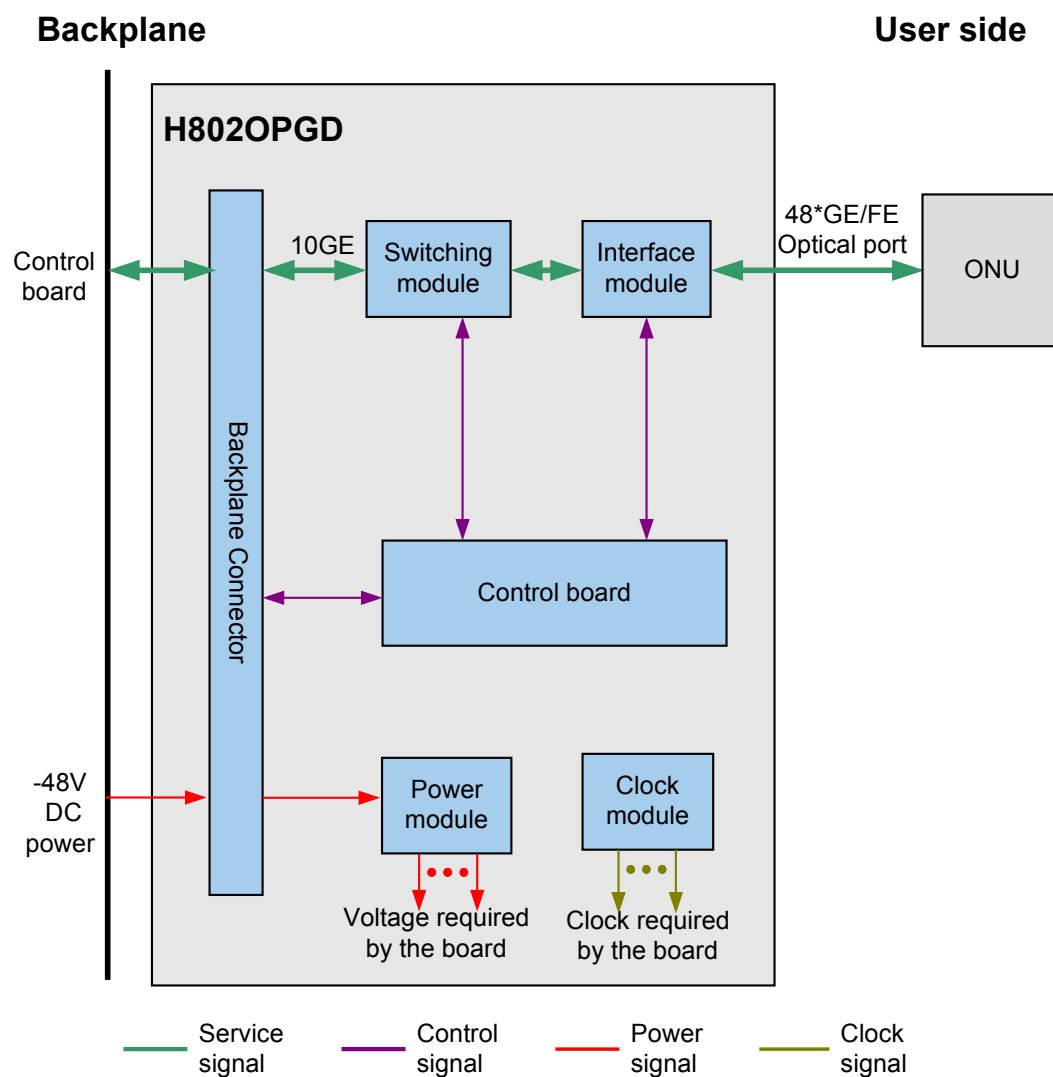 Backplane
User side
H802OPGD
Control
board
10GE
Switching
module
Interface
module
48*GE/FE
Optical port
ONU
Backplane Connector
Control board
-48V
DC
power
Power
module
Clock
module
Voltage required
by the board
Clock required
by the board
Service
signal
Control
signal
Power
signal
Clock
signal